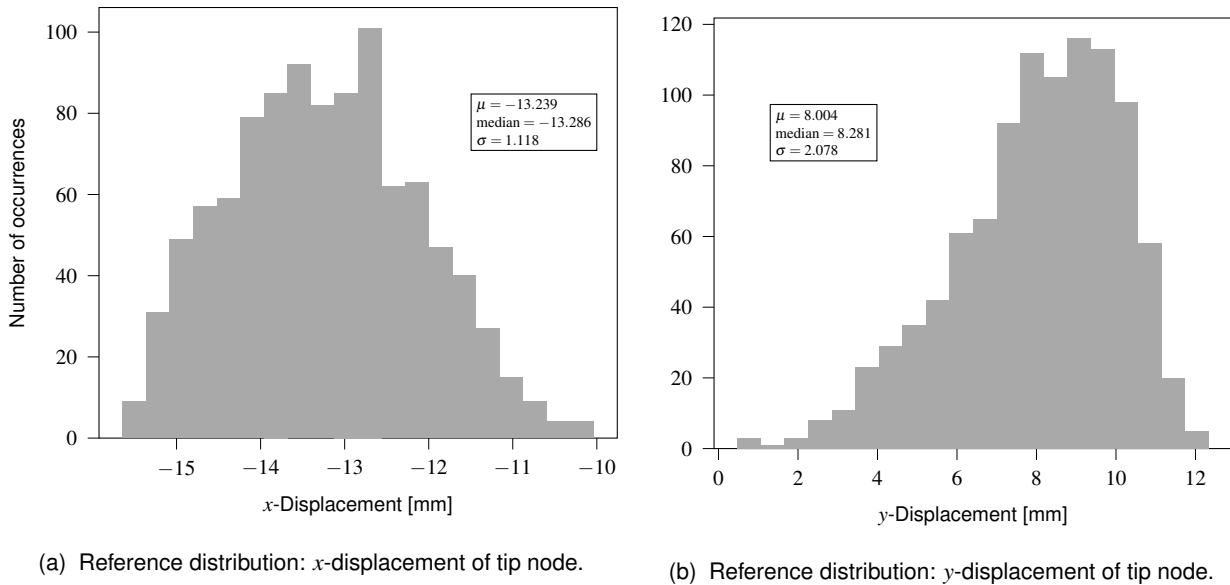 100
80
60
40
20
0
Number of occurrences
μ = −13.239
median = −13.286
σ = 1.118
−15 −14 −13 −12 −11 −10
x-Displacement [mm]
(a) Reference distribution: x-displacement of tip node.
120
100
80
60
40
20
0
μ = 8.004
median = 8.281
σ = 2.078
0 2 4 6 8 10 12
y-Displacement [mm]
(b) Reference distribution: y-displacement of tip node.